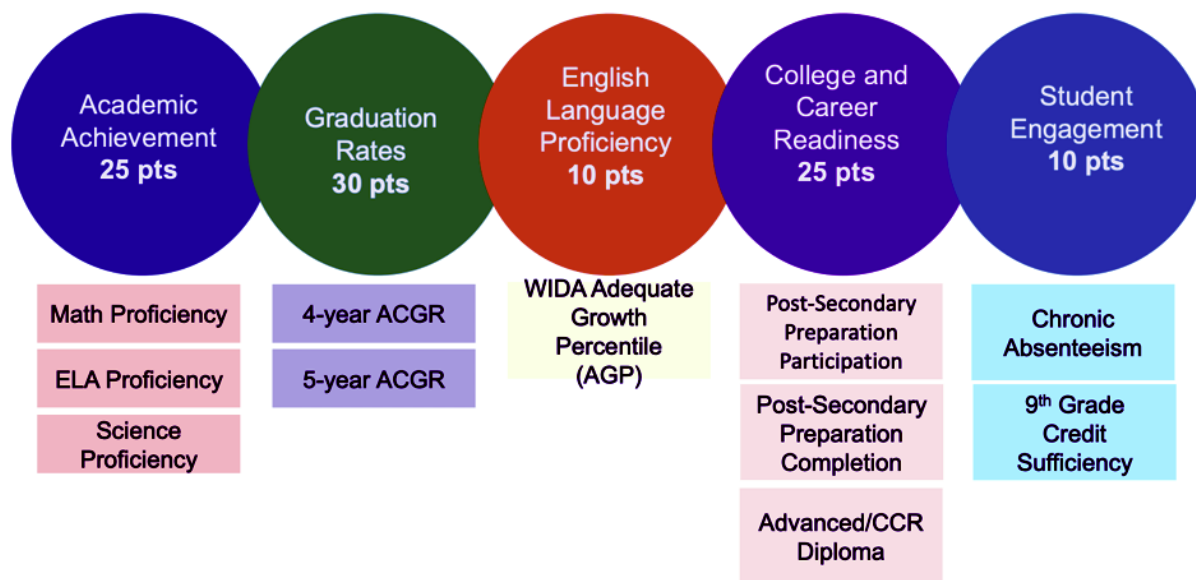 Academic
Achievement
25 pts
Graduation
Rates
30 pts
English
Language
Proficiency
10 pts
College and
Career
Readiness
25 pts
Student
Engagement
10 pts
Math Proficiency
ELA Proficiency
Science
Proficiency
4-year ACGR
5-year ACGR
WIDA Adequate
Growth
Percentile
(AGP)
Post-Secondary
Preparation
Participation
Post-Secondary
Preparation
Completion
Advanced/CCR
Diploma
Chronic
Absenteeism
9th Grade
Credit
Sufficiency